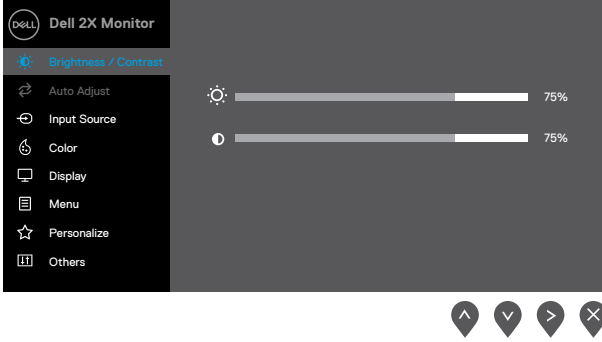 DELL Dell 2X Monitor
Brightness / Contrast
Auto Adjust
Input Source
75%
Color
75%
Display
Menu
Personalize
Others